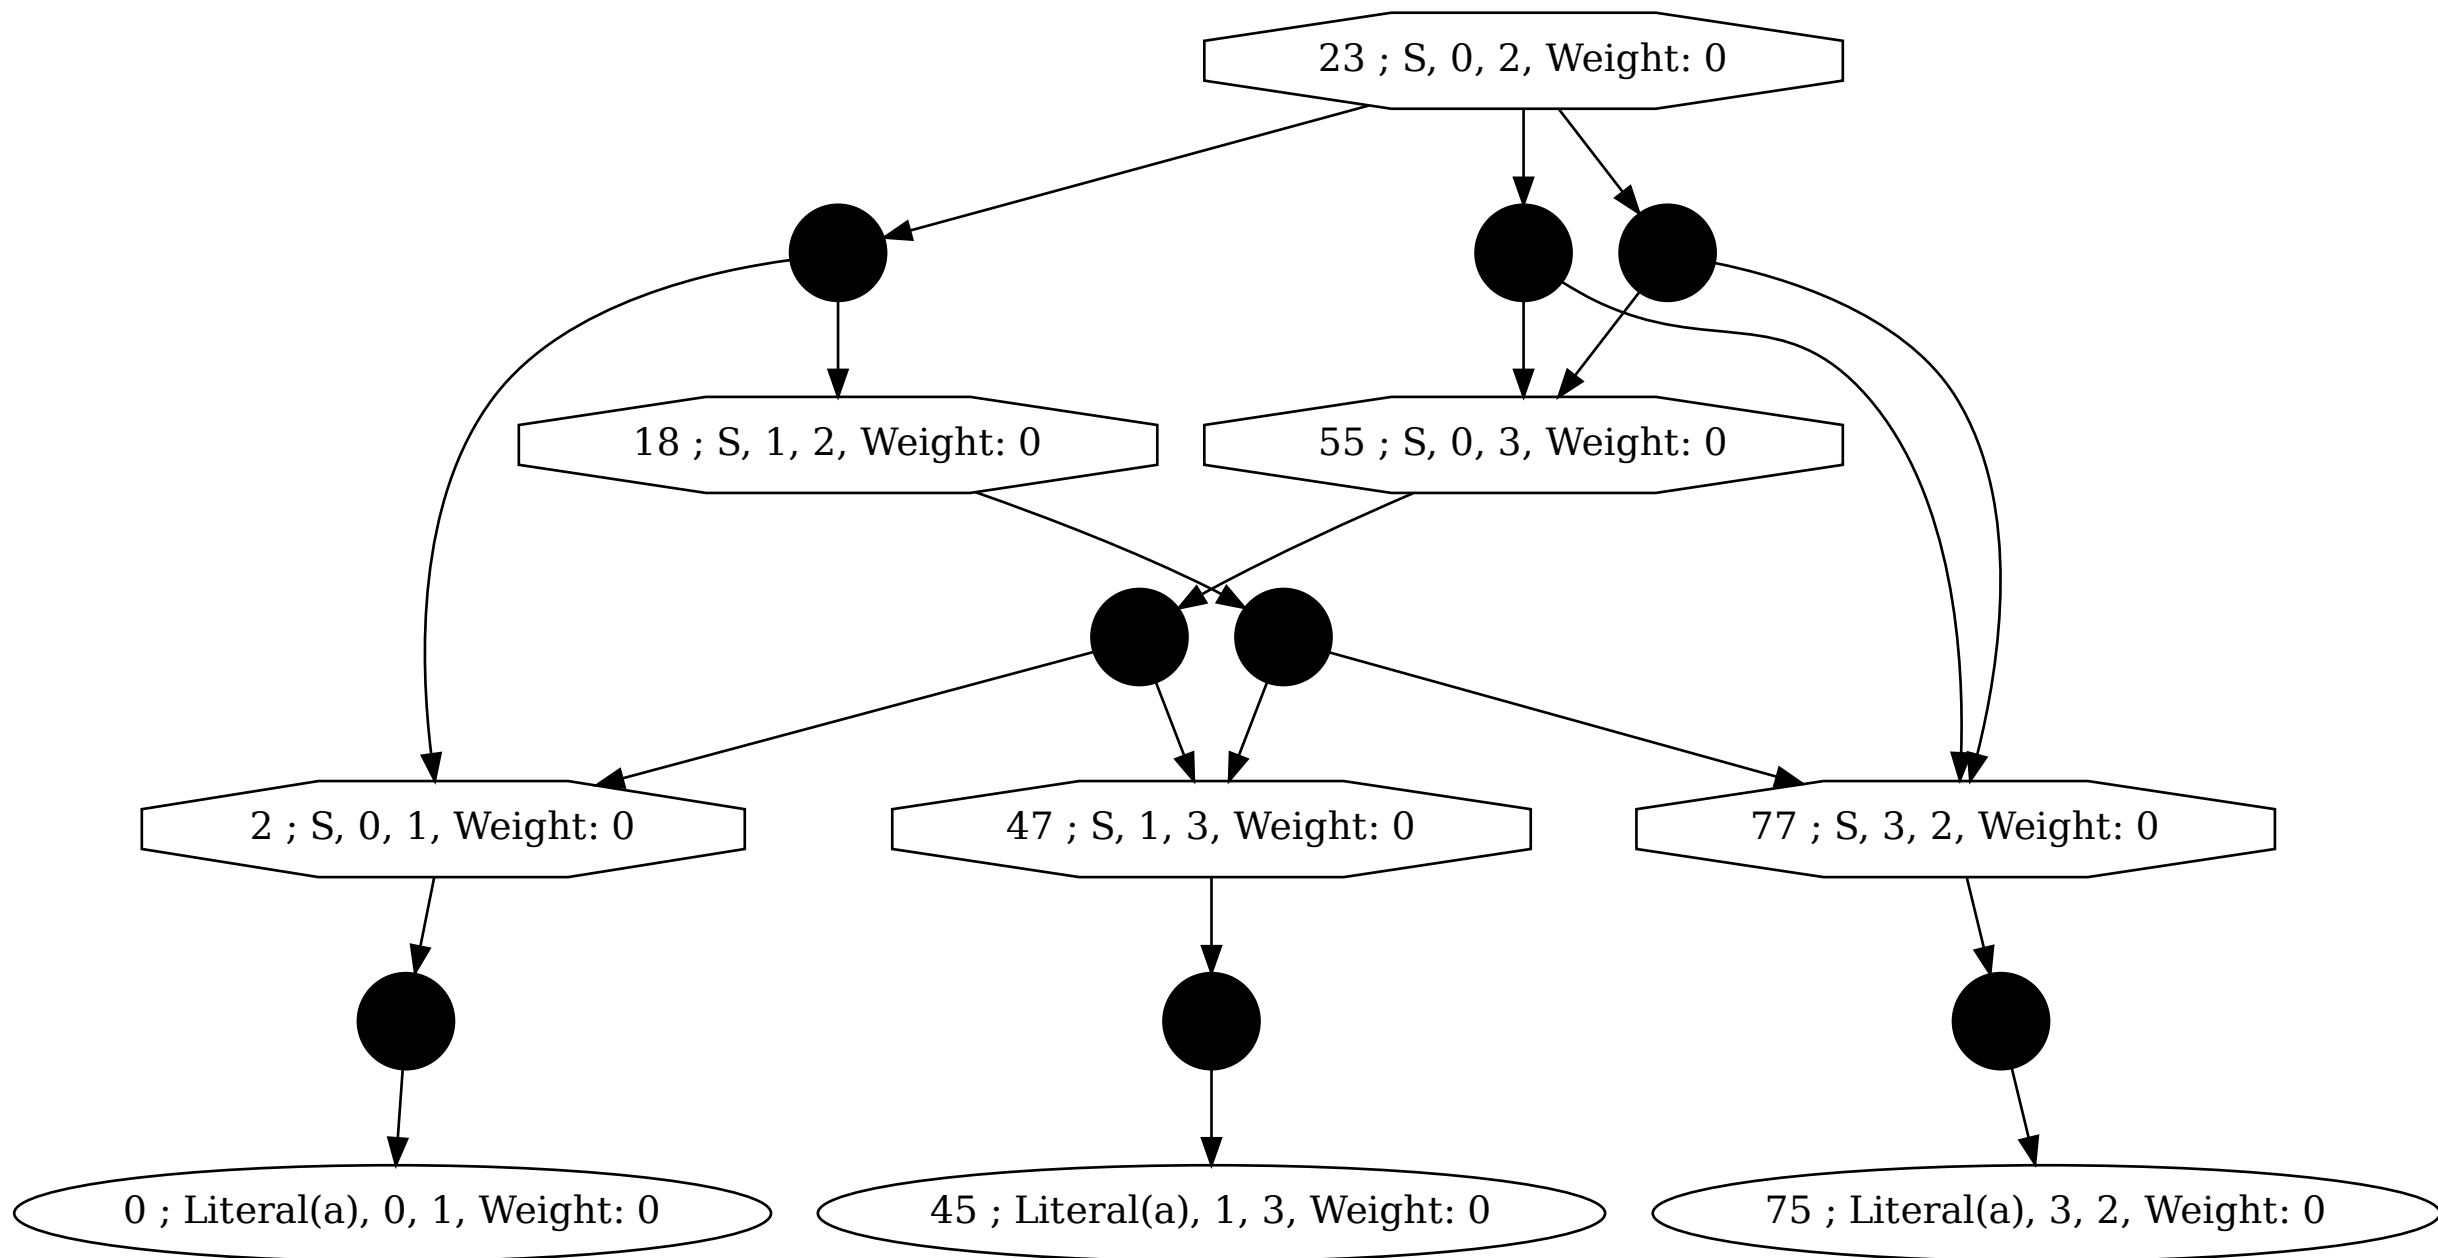 23 ; S, 0, 2, Weight: 0
18 ; S, 1, 2, Weight: 0
55 ; S, 0, 3, Weight: 0
2 ; S, 0, 1, Weight: 0
47 ; S, 1, 3, Weight: 0
77 ; S, 3, 2, Weight: 0
0 ; Literal(a), 0, 1, Weight: 0
45 ; Literal(a), 1, 3, Weight: 0
75 ; Literal(a), 3, 2, Weight: 0